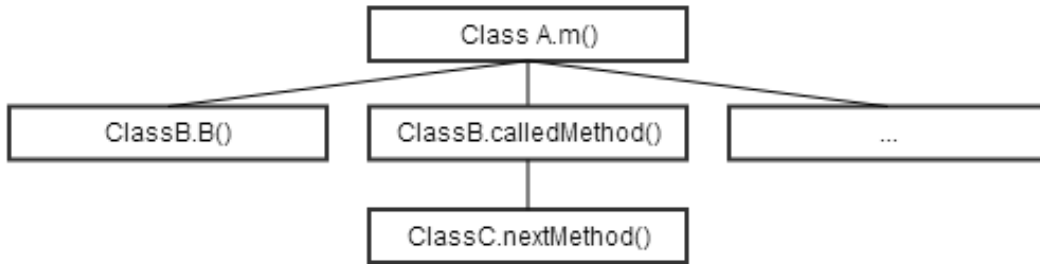 Class A.m()
ClassB.B()
ClassB.calledMethod()
...
ClassC.nextMethod()